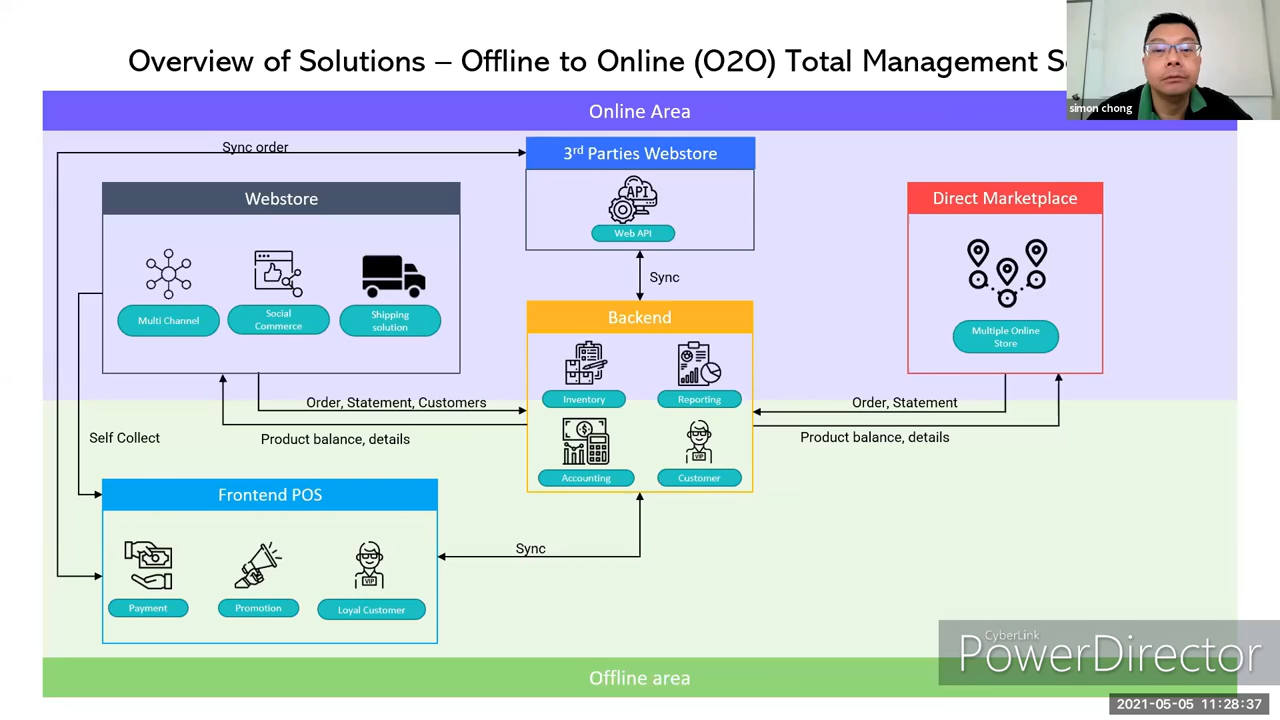 Overview of Solutions – Offline to Online (O2O) Total Management
simon chong
Online Area
Sync order
3rd Parties Webstore
API
Web API
Webstore
Multi Channel
Social
Commerce
Shipping
solution
Direct Marketplace
Multiple Online
Store
Sync
Backend
Inventory
Reporting
Accounting
VIP
Customer
Order, Statement, Customers
Product balance, details
Order, Statement
Product balance, details
Self Collect
Frontend POS
Payment
Promotion
VIP
Loyal Customer
Sync
Offline area
CyberLink
PowerDirector
2021-05-05 11:28:37